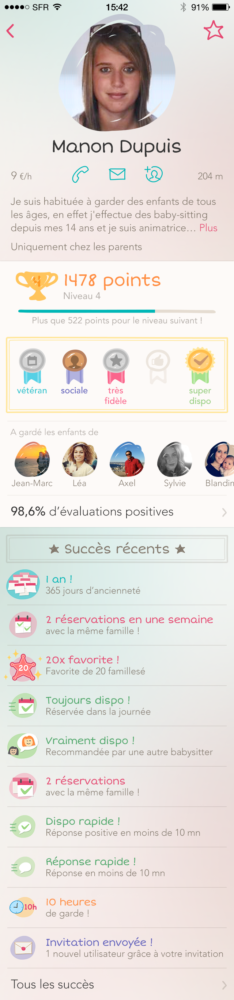 SFR 15:42 91%
Manon Dupuis
9 €/h 204 m
Je suis habituée à garder des enfants de tous
les âges, en effet j'effectue des baby-sitting
depuis mes 14 ans et je suis animatrice... Plus
Uniquement chez les parents
4 1478 points
Niveau 4
Plus que 522 points pour le niveau suivant !
vétéran sociale très super
fidèle dispo
A gardé les enfants de
Jean-Marc Léa Axel Sylvie Blandin
98,6% d'évaluations positives
Succès récents
1 an !
365 jours d'ancienneté
2 réservations en une semaine
avec la même famille !
20x favorite !
20
Favorite de 20 famillesé
Toujours dispo !
Réservée dans la journée
Vraiment dispo !
Recommandée par une autre babysitter
2 réservations
avec la même famille !
Dispo rapide !
Réponse positive en moins de 10 mn
Réponse rapide !
Réponse en moins de 10 mn
10 heures
10h
de garde !
Invitation envoyée !
1 nouvel utilisateur grâce à votre invitation
Tous les succès